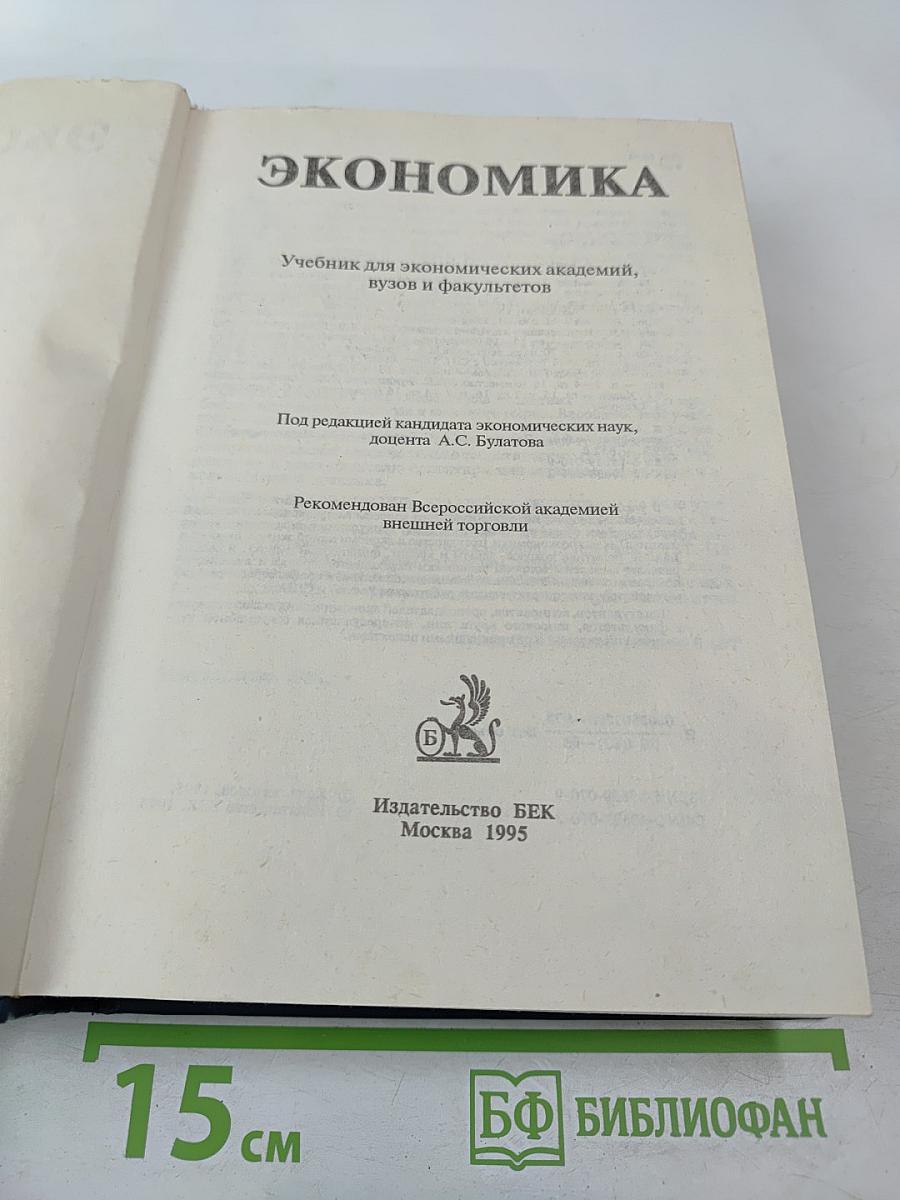 ЭКОНОМИКА
Учебник для экономических академий,
вузов и факультетов
Под редакцией кандидата экономических наук,
доцента А.С. Булатова
Рекомендован Всероссийской академией
внешней торговли
Б
Издательство БЕК
Москва 1995
15 см
БФ БИБЛИОФАН